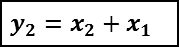 y₂ = x₂ + x₁